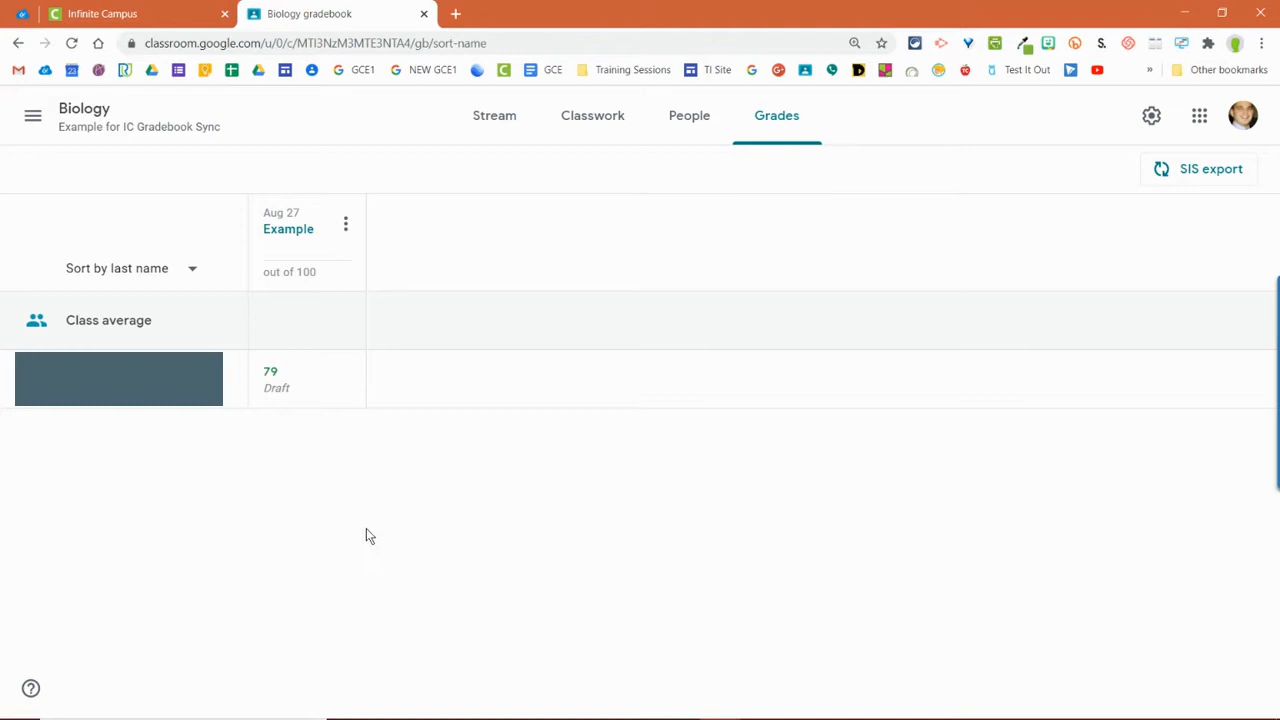 Infinite Campus
Biology gradebook
classroom.google.com/u/0/c/MTI3NzM3MTE3NTA4/gb/sort-name
GCE1
NEW GCE1
GCE
Training Sessions
TI Site
Test It Out
»
Other bookmarks
Biology
Example for IC Gradebook Sync
Stream
Classwork
People
Grades
SIS export
Aug 27
Example
Sort by last name
out of 100
Class average
79
Draft